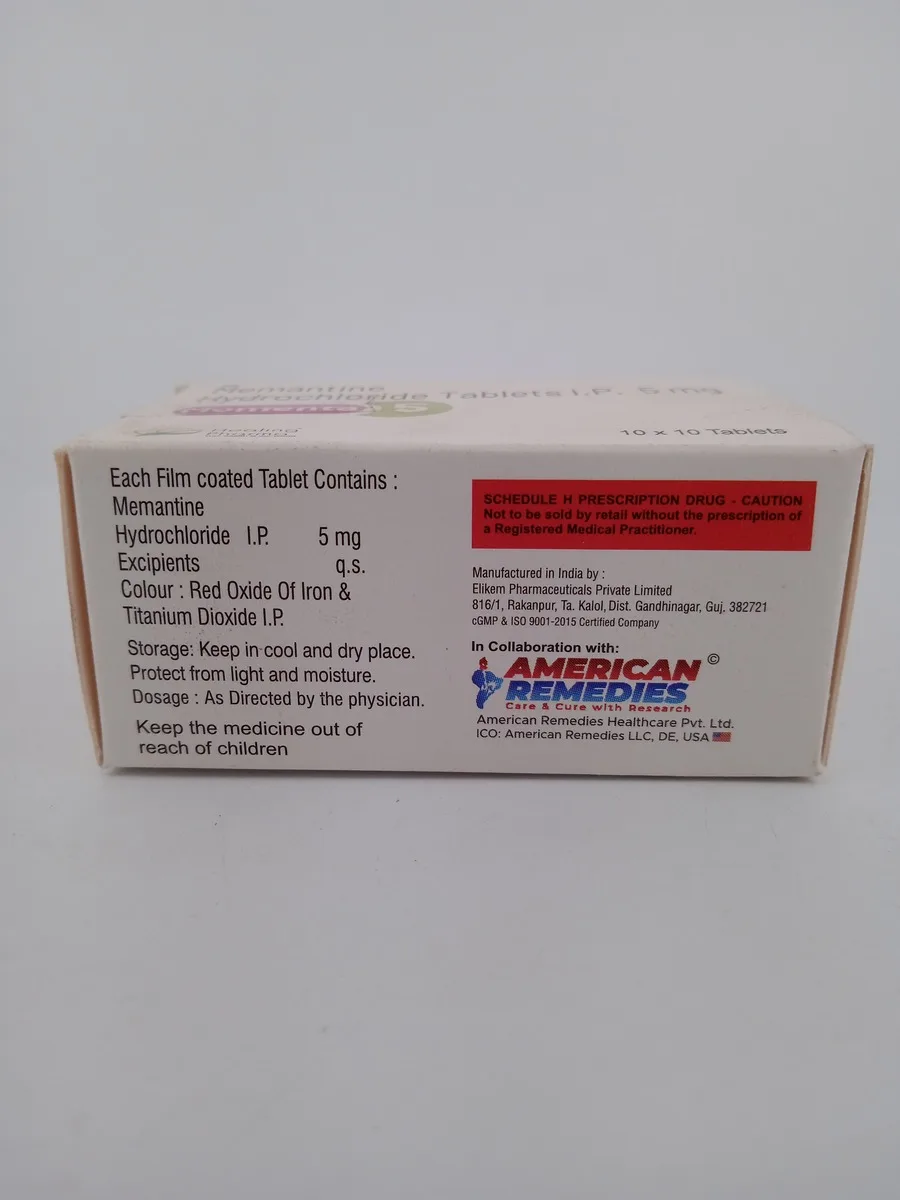 Memantine
Hydrochloride Tablets I.P. 5 mg
5
Healing
Pharma
10 x 10 Tablets
Each Film coated Tablet Contains :
Memantine
Hydrochloride I.P. 5 mg
Excipients q.s.
Colour : Red Oxide Of Iron &
Titanium Dioxide I.P.
Storage: Keep in cool and dry place.
Protect from light and moisture.
Dosage : As Directed by the physician.
Keep the medicine out of
reach of children
SCHEDULE H PRESCRIPTION DRUG - CAUTION
Not to be sold by retail without the prescription of
a Registered Medical Practitioner.
Manufactured in India by :
Elikem Pharmaceuticals Private Limited
816/1, Rakanpur, Ta. Kalol, Dist. Gandhinagar, Guj. 382721
cGMP & ISO 9001-2015 Certified Company
In Collaboration with:
AMERICAN ©
REMEDIES
Care & Cure with Research
American Remedies Healthcare Pvt. Ltd.
ICO: American Remedies LLC, DE, USA